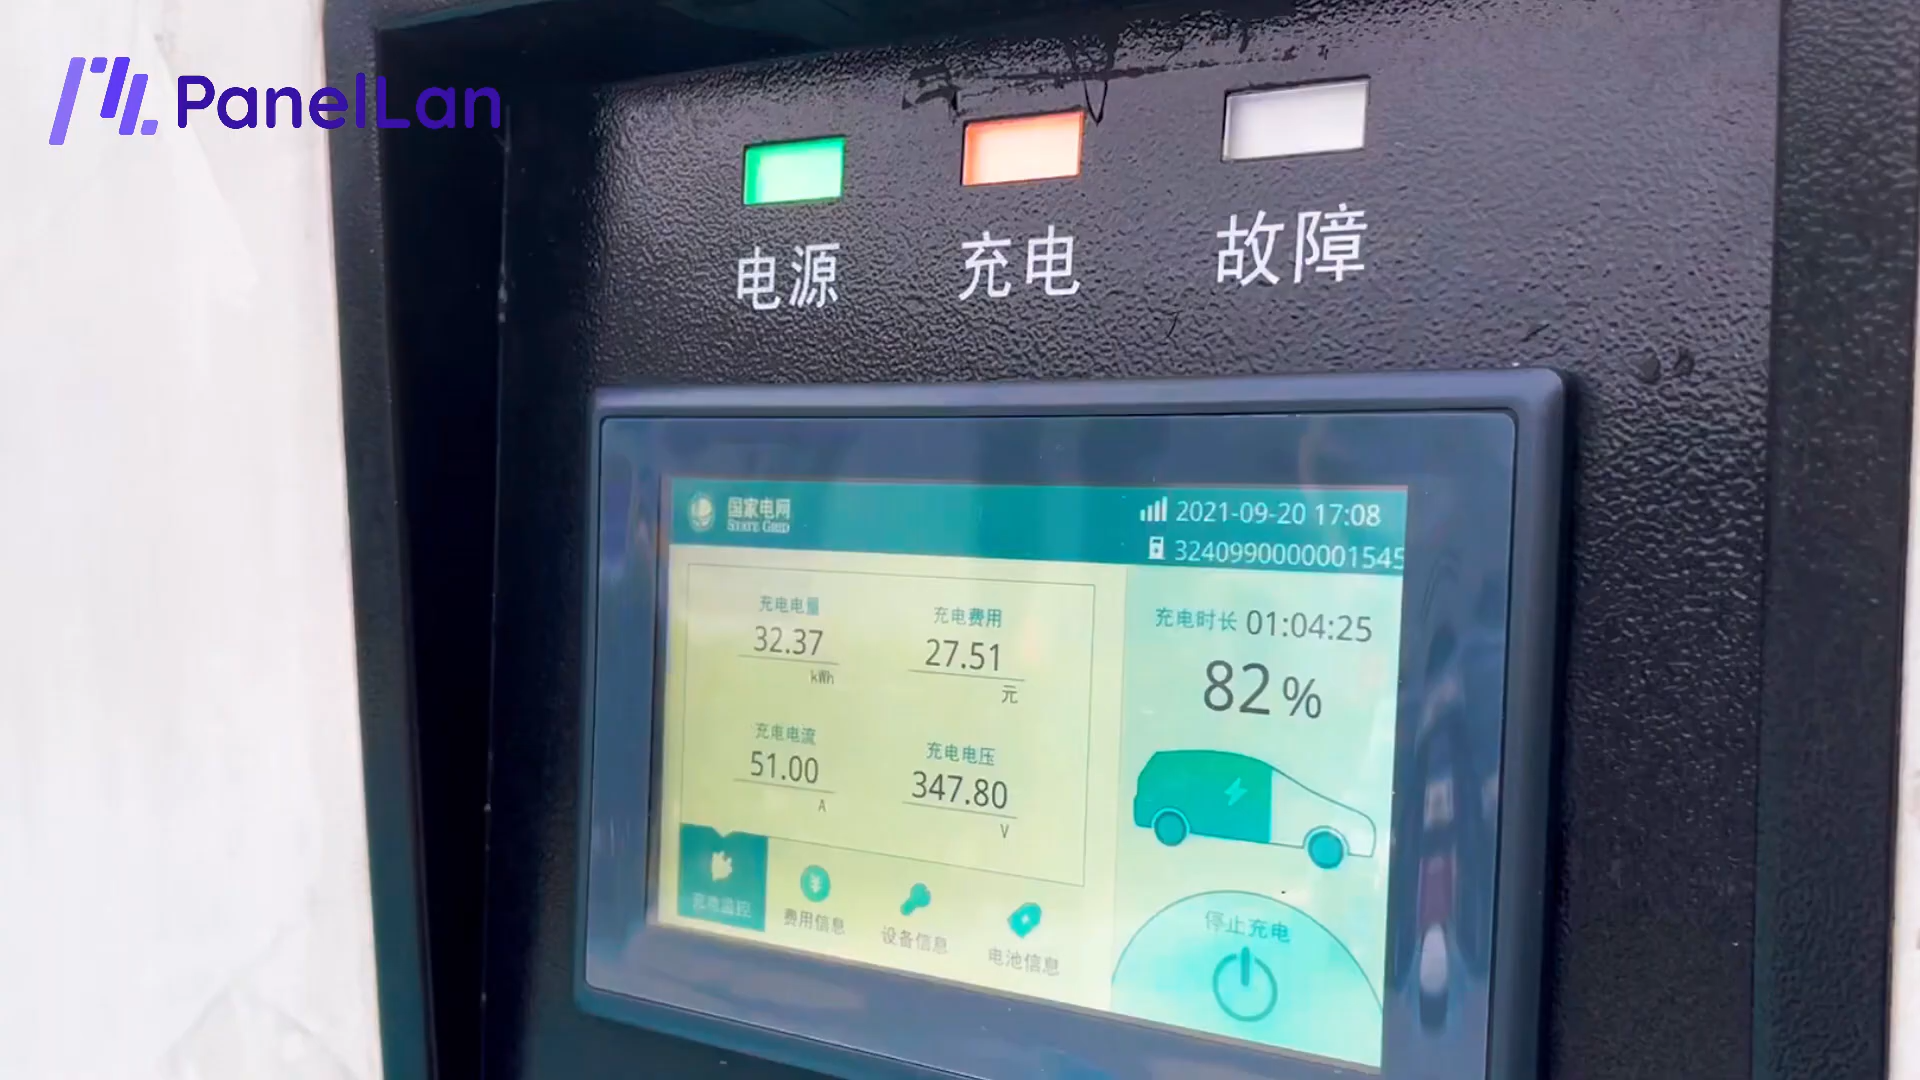 PanelLan
电源 充电 故障
国家电网
STATE GRID
2021-09-20 17:08
3240990000001545
充电电量
32.37
kWh
充电费用
27.51
元
充电电流
51.00
A
充电电压
347.80
V
充电时长 01:04:25
82%
充电监控
费用信息
设备信息
电池信息
停止充电